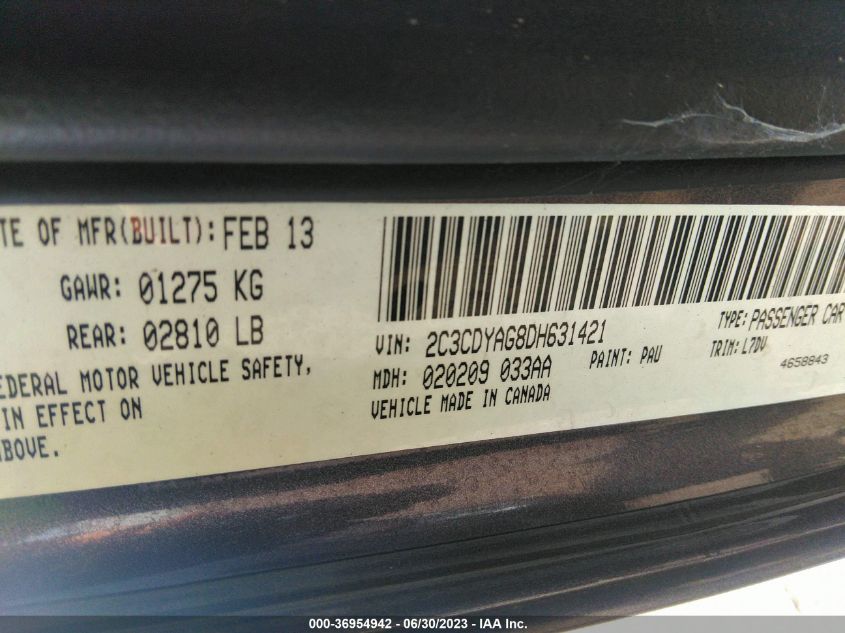 TE OF MFR(BUILT): FEB 13
GAWR: 01275 KG
REAR: 02810 LB
FEDERAL MOTOR VEHICLE SAFETY,
IN EFFECT ON
ABOVE.
VIN: 2C3CDYAG8DH631421
TYPE: PASSENGER CAR
MDH: 020209 033AA
PAINT: PAU
TRIM: L7DV
4658843
VEHICLE MADE IN CANADA
000-36954942 / 06/30/2023 - IAA Inc.